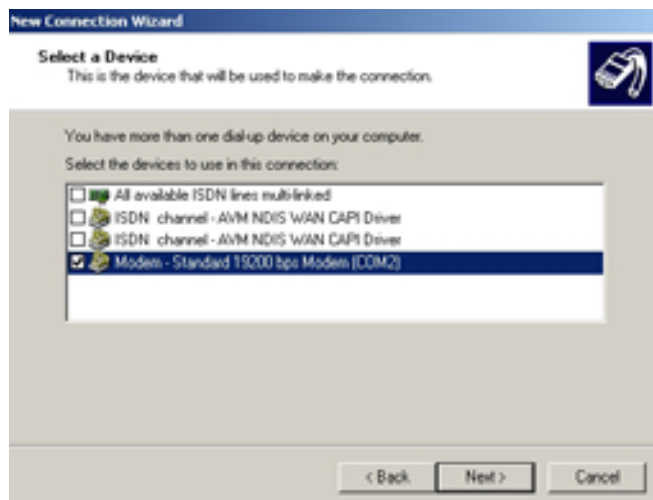 New Connection Wizard
Select a Device
This is the device that will be used to make the connection.
You have more than one dial-up device on your computer.
Select the devices to use in this connection:
All available ISDN lines multi-linked
ISDN channel - AVM NDIS WAN CAPI Driver
ISDN channel - AVM NDIS WAN CAPI Driver
Modem - Standard 19200 bps Modem (COM2)
< Back Next > Cancel